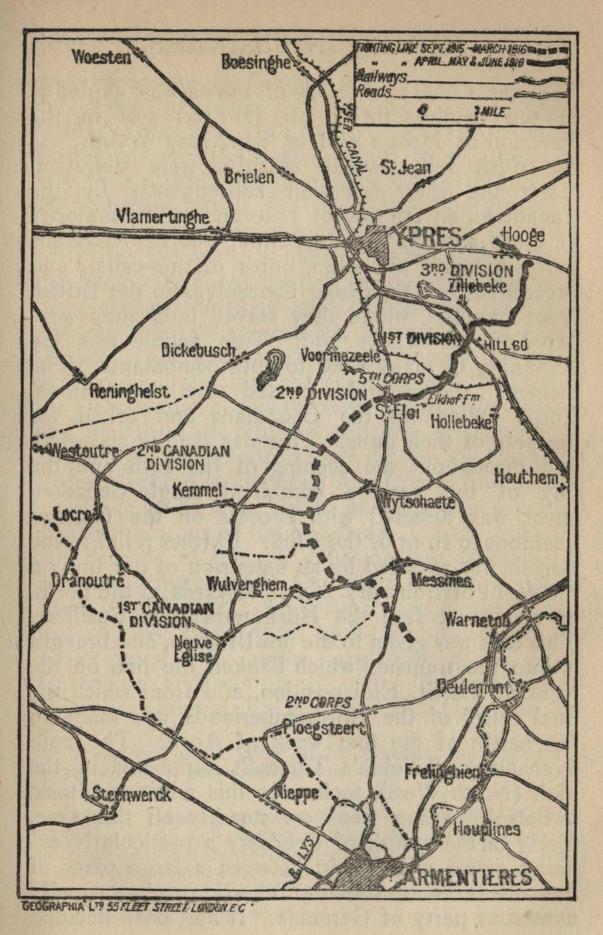 FIGHTING LINE SEPT. 1915 – MARCH 1916
" " APRIL, MAY & JUNE 1916
Railways
Roads
0 1 MILE
Woesten
Boesinghe
YSER CANAL
St Jean
Brielen
Vlamertinghe
YPRES
Hooge
3RD DIVISION
Zillebeke
1ST DIVISION
HILL 60
Dickebusch
Voormezeele
5TH CORPS
Reninghelst
2ND DIVISION
Elkhof Fm
St Eloi
Hollebeke
Westoutre
2ND CANADIAN
DIVISION
Houthem
Kemmel
Wytschaete
Locre
Dranoutre
Wulverghem
Messines
1ST CANADIAN
DIVISION
Warneton
Neuve
Eglise
Deulemont
2ND CORPS
Ploegsteert
Frelinghien
Steenwerck
Nieppe
Houplines
R. LYS
ARMENTIERES
"GEOGRAPHIA" LTD 55 FLEET STREET LONDON E.C.